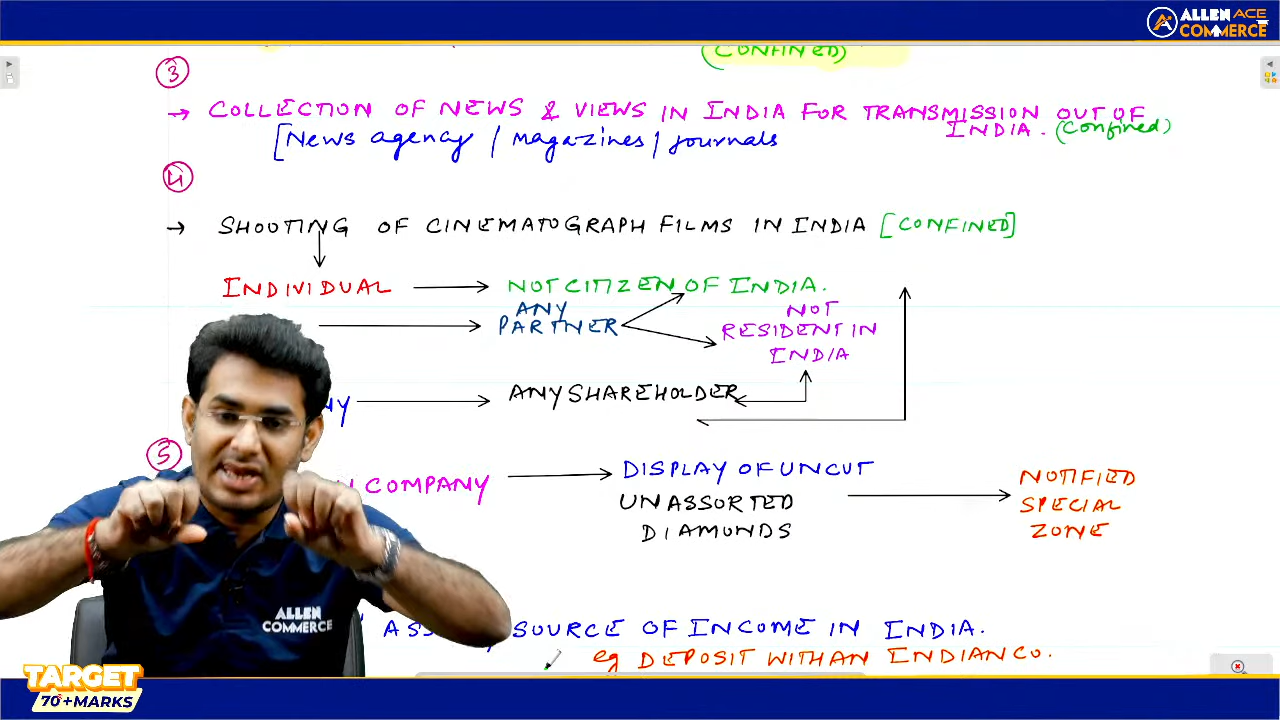 ALLEN ACE
COMMERCE
(CONFINED)
3
→ COLLECTION OF NEWS & VIEWS IN INDIA FOR TRANSMISSION OUT OF
INDIA. (Confined)
[News agency / magazines / journals
4
→ SHOOTING OF CINEMATOGRAPH FILMS IN INDIA [CONFINED]
INDIVIDUAL → NOT CITIZEN OF INDIA.
ANY
PARTNER
NOT
RESIDENT IN
INDIA
ANY SHAREHOLDER
5
COMPANY → DISPLAY OF UNCUT
UNASSORTED
DIAMONDS
NOTIFIED
SPECIAL
ZONE
SOURCE OF INCOME IN INDIA.
eg DEPOSIT WITH AN INDIAN CO.
ALLEN
COMMERCE
TARGET
70+MARKS